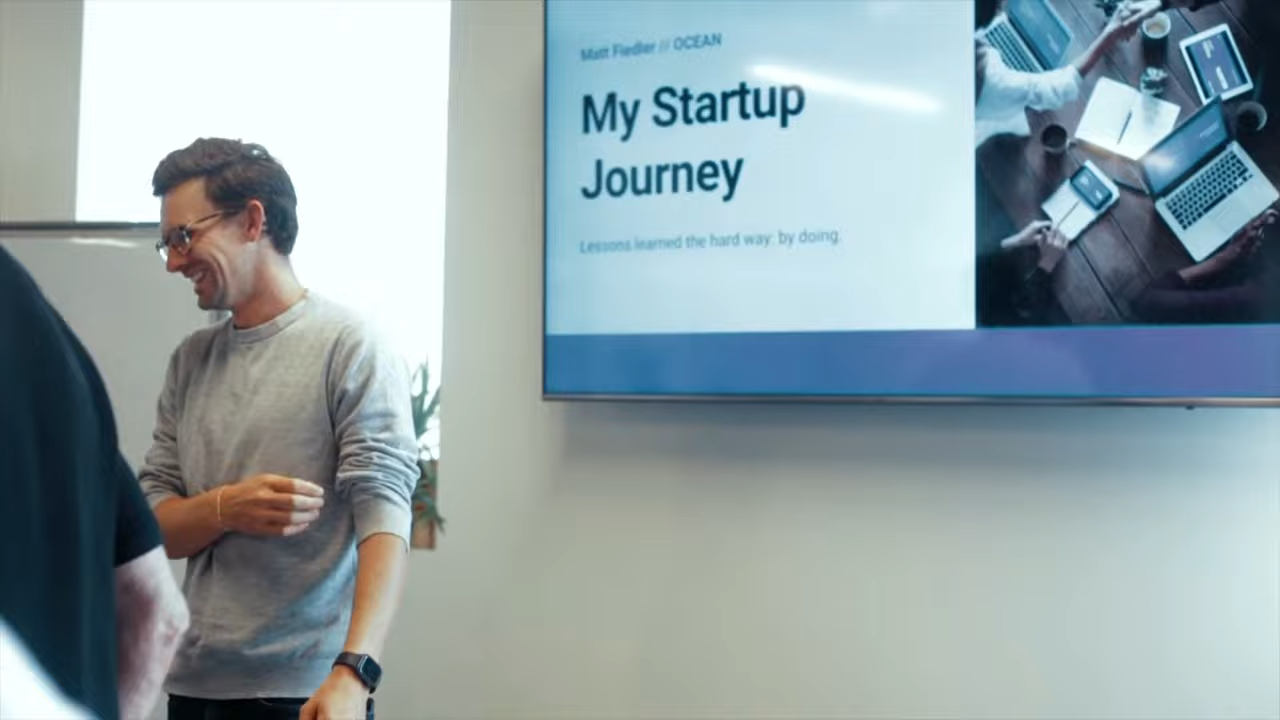 Matt Fiedler // OCEAN
My Startup
Journey
Lessons learned the hard way: by doing.